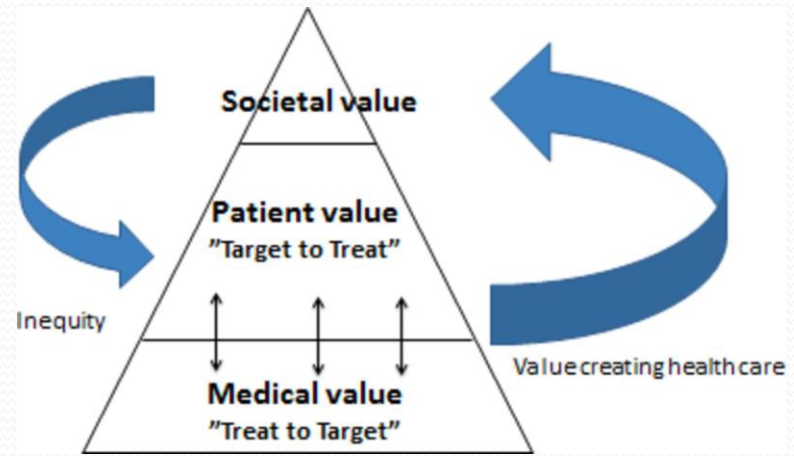 Societal value
Patient value
”Target to Treat”
Inequity
Value creating health care
Medical value
”Treat to Target”